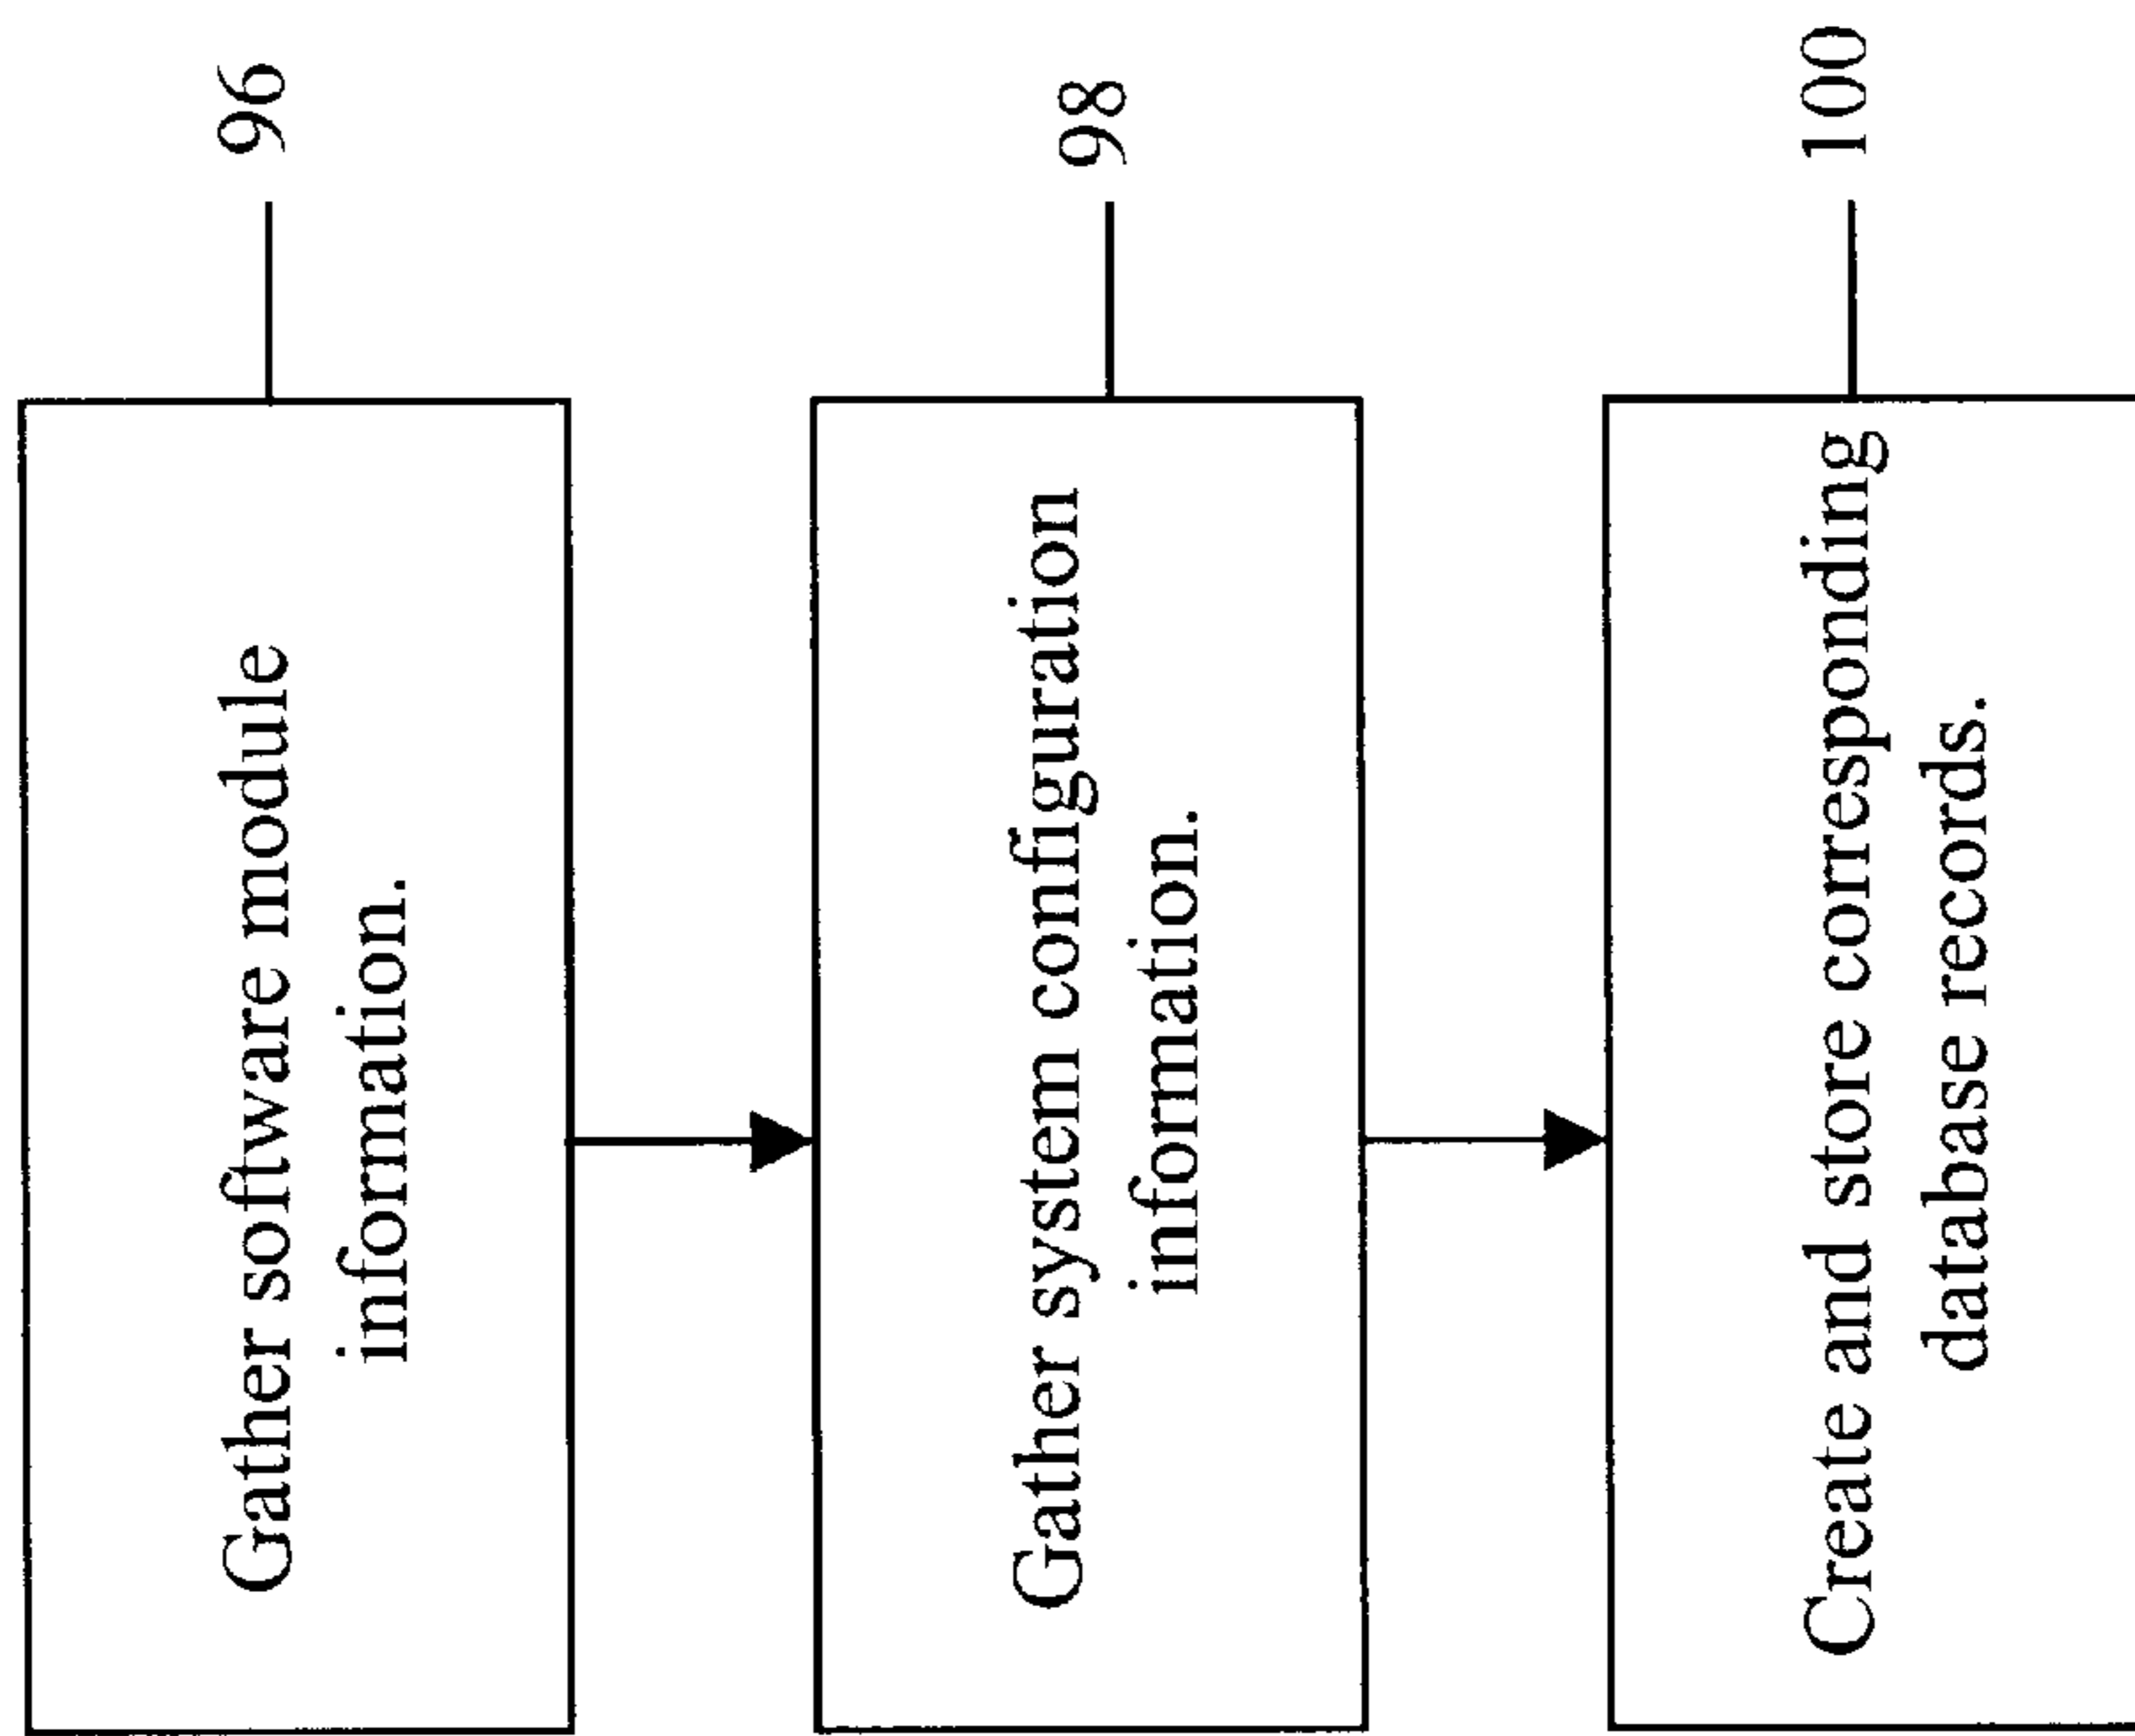 Gather software module
information.
96
Gather system configuration
information.
98
Create and store corresponding
database records.
100